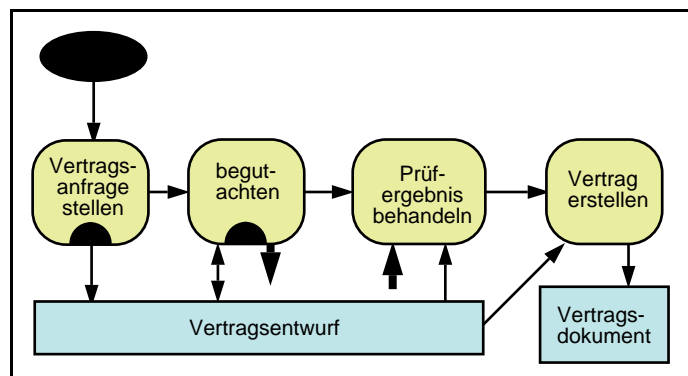 Vertrags-
anfrage
stellen
begut-
achten
Prüf-
ergebnis
behandeln
Vertrag
erstellen
Vertragsentwurf
Vertrags-
dokument